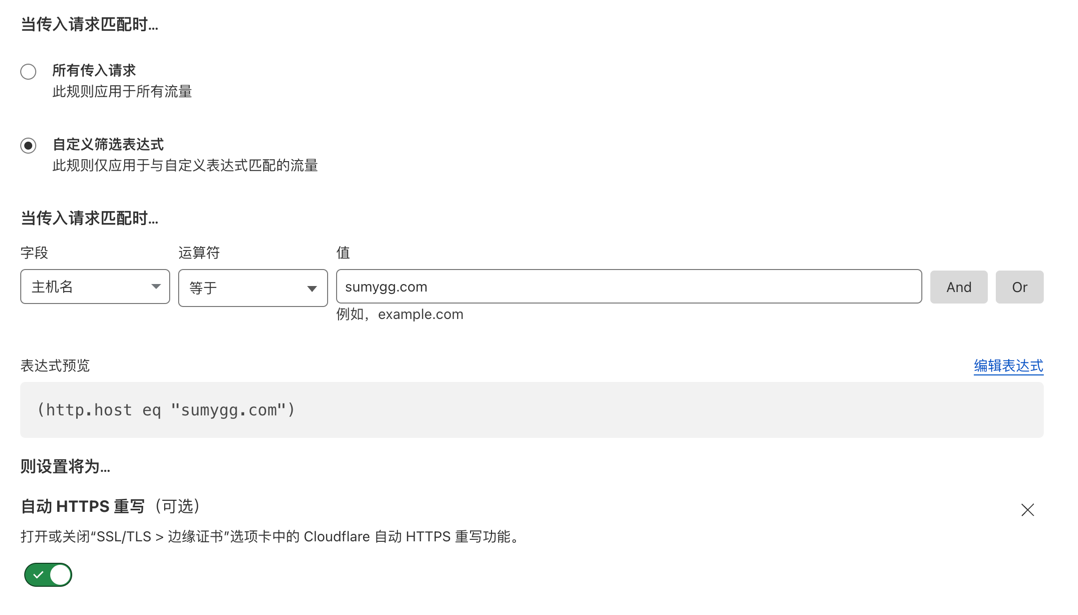 当传入请求匹配时...
所有传入请求
此规则应用于所有流量
自定义筛选表达式
此规则仅应用于与自定义表达式匹配的流量
当传入请求匹配时...
字段 运算符 值
主机名 等于 sumygg.com And Or
例如，example.com
表达式预览 编辑表达式
(http.host eq "sumygg.com")
则设置将为...
自动 HTTPS 重写（可选）
打开或关闭“SSL/TLS > 边缘证书”选项卡中的 Cloudflare 自动 HTTPS 重写功能。